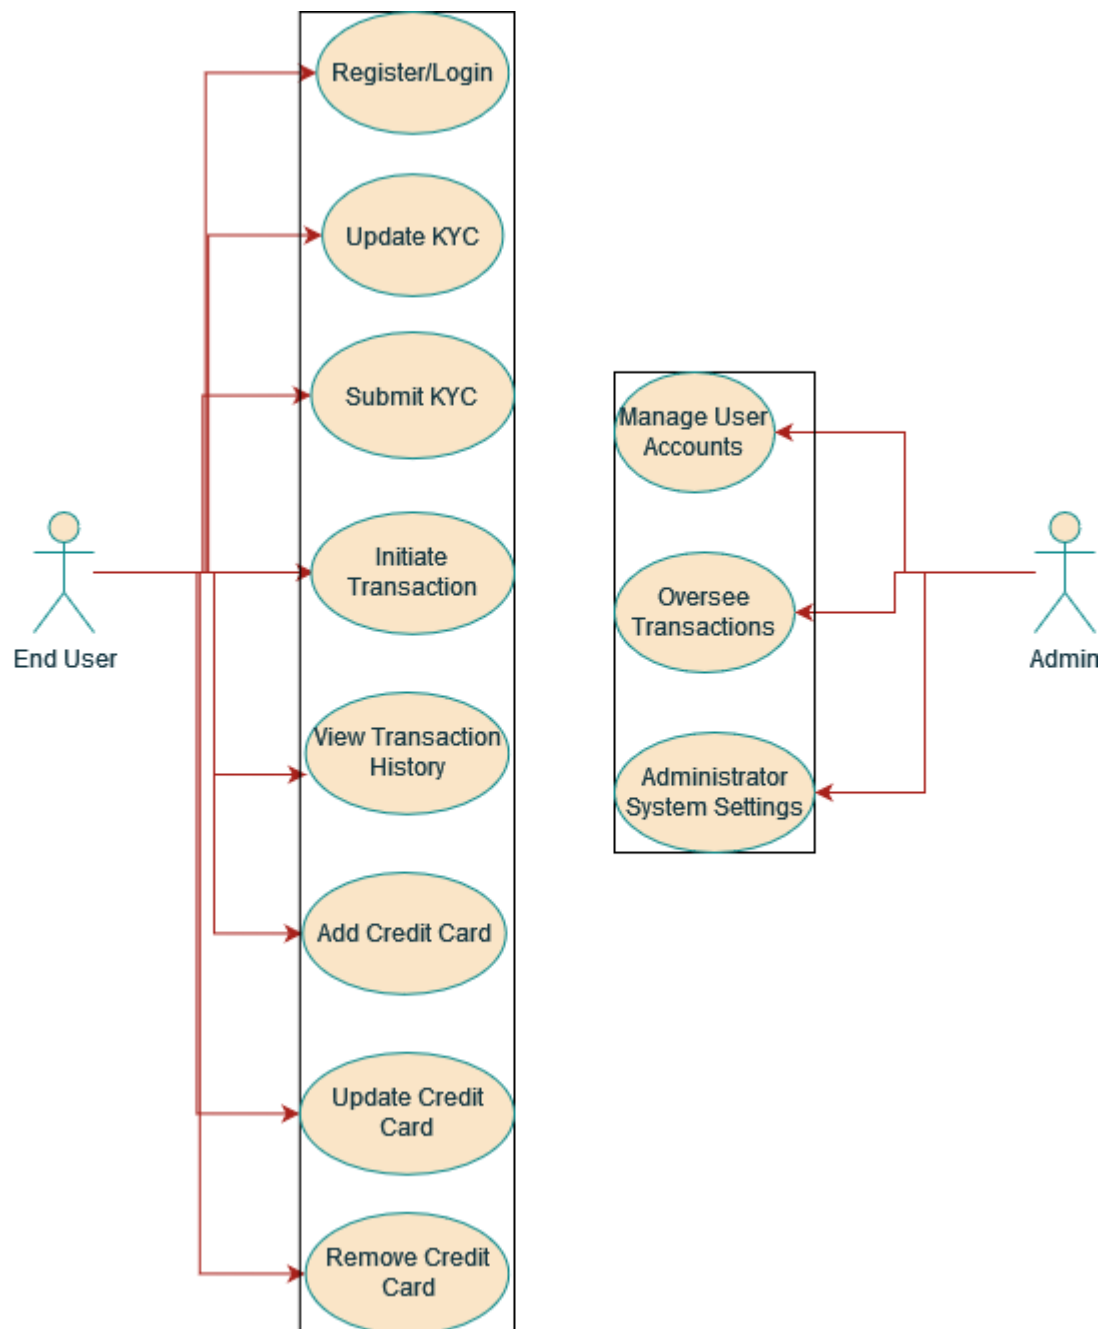 Register/Login
Update KYC
Submit KYC
Initiate
Transaction
View Transaction
History
Add Credit Card
Update Credit
Card
Remove Credit
Card
End User
Manage User
Accounts
Oversee
Transactions
Administrator
System Settings
Admin